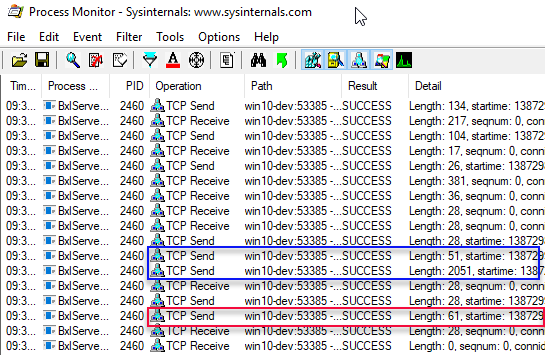 Process Monitor - Sysinternals: www.sysinternals.com
File Edit Event Filter Tools Options Help
Tim... Process ... PID Operation Path Result Detail
09:3... BxlServe... 2460 TCP Send win10-dev:53385 -... SUCCESS Length: 134, startime: 138729
09:3... BxlServe... 2460 TCP Receive win10-dev:53385 -... SUCCESS Length: 217, seqnum: 0, conni
09:3... BxlServe... 2460 TCP Send win10-dev:53385 -... SUCCESS Length: 104, startime: 138729
09:3... BxlServe... 2460 TCP Receive win10-dev:53385 -... SUCCESS Length: 17, seqnum: 0, conni
09:3... BxlServe... 2460 TCP Send win10-dev:53385 -... SUCCESS Length: 26, startime: 138729
09:3... BxlServe... 2460 TCP Receive win10-dev:53385 -... SUCCESS Length: 381, seqnum: 0, conni
09:3... BxlServe... 2460 TCP Receive win10-dev:53385 -... SUCCESS Length: 36, seqnum: 0, conni
09:3... BxlServe... 2460 TCP Receive win10-dev:53385 -... SUCCESS Length: 28, seqnum: 0, conni
09:3... BxlServe... 2460 TCP Receive win10-dev:53385 -... SUCCESS Length: 28, seqnum: 0, conni
09:3... BxlServe... 2460 TCP Send win10-dev:53385 -... SUCCESS Length: 28, startime: 138729
09:3... BxlServe... 2460 TCP Send win10-dev:53385 -... SUCCESS Length: 51, startime: 138729
09:3... BxlServe... 2460 TCP Send win10-dev:53385 -... SUCCESS Length: 2051, startime: 1387
09:3... BxlServe... 2460 TCP Receive win10-dev:53385 -... SUCCESS Length: 28, seqnum: 0, conni
09:3... BxlServe... 2460 TCP Send win10-dev:53385 -... SUCCESS Length: 28, startime: 138729
09:3... BxlServe... 2460 TCP Send win10-dev:53385 -... SUCCESS Length: 61, startime: 138729
09:3... BxlServe... 2460 TCP Receive win10-dev:53385 -... SUCCESS Length: 28, seqnum: 0, conni
09:3... BxlServe... 2460 TCP Receive win10-dev:53385 -... SUCCESS Length: 0, seqnum: 0, connid